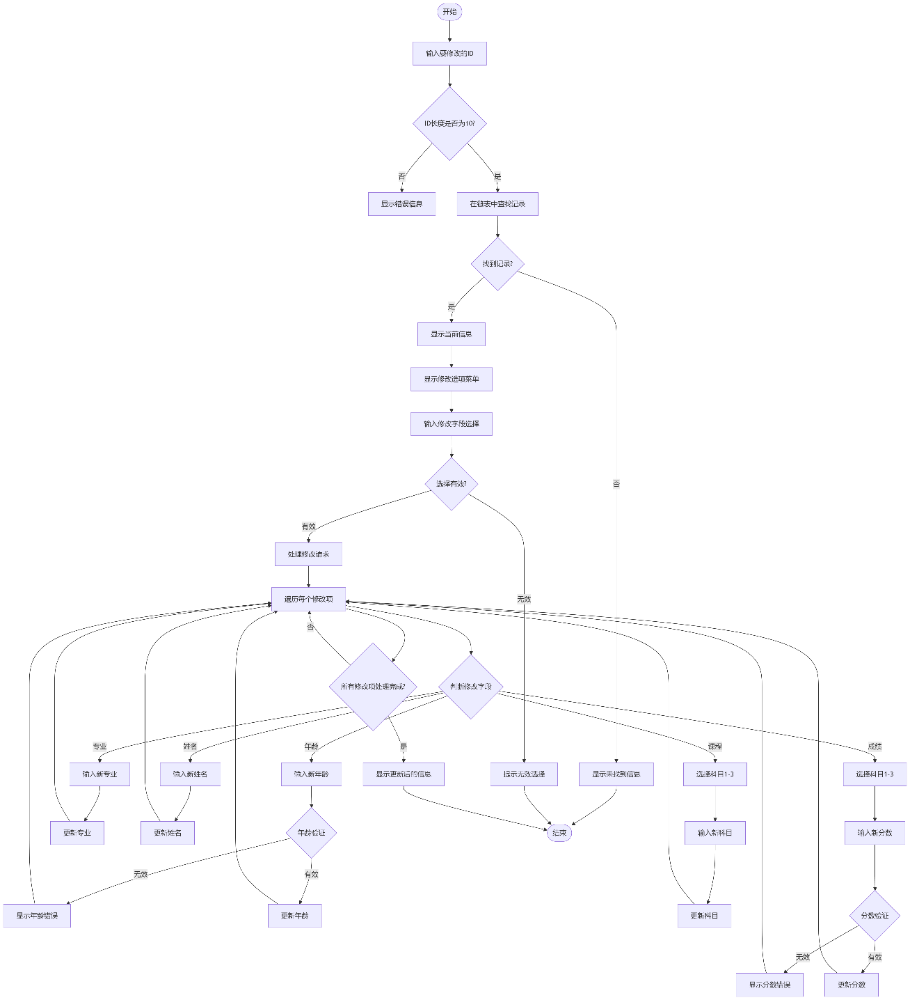 开始
输入要修改的ID
ID长度是否为10?
否
是
显示错误信息
在链表中查找记录
找到记录?
是
显示当前信息
显示修改选项菜单
输入修改字段选择
选择有效?
否
有效
处理修改请求
无效
遍历每个修改项
否
所有修改项处理完成?
判断修改字段
专业
姓名
年龄
是
课程
成绩
输入新专业
输入新姓名
输入新年龄
显示更新后的信息
提示无效选择
显示未找到信息
选择科目1-3
选择科目1-3
更新专业
更新姓名
年龄验证
结束
输入新科目
输入新分数
无效
有效
显示年龄错误
更新年龄
更新科目
分数验证
无效
有效
显示分数错误
更新分数